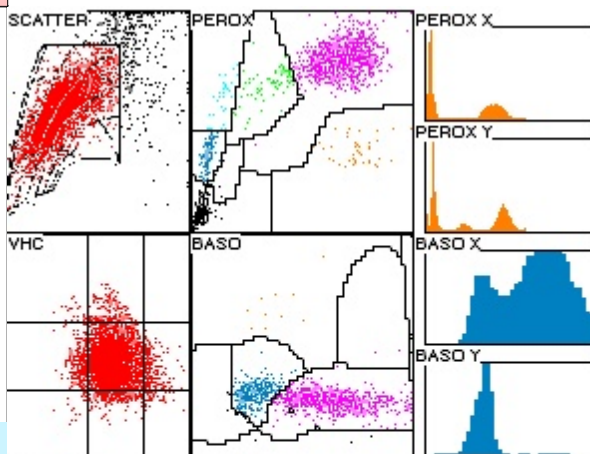 SCATTER
PEROX
PEROX X
PEROX Y
VHC
BASO
BASO X
BASO Y